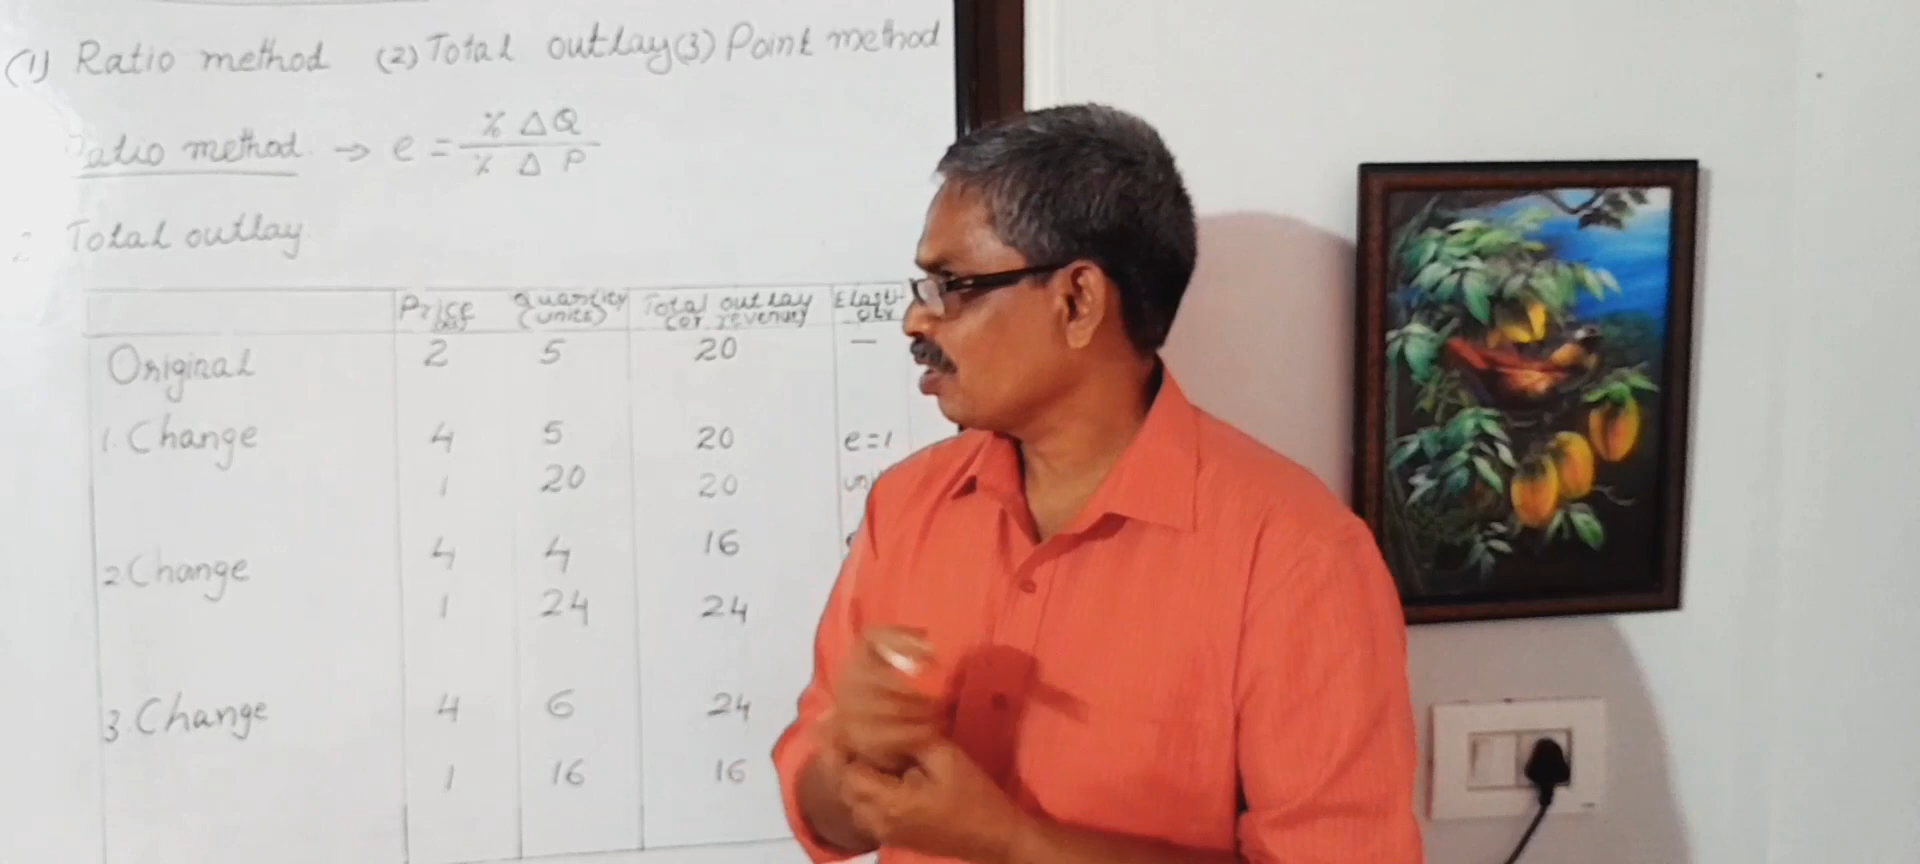 (1) Ratio method (2) Total outlay (3) Point method
Ratio method → e = % ΔQ / % Δ P
2 Total outlay
Price Quantity (units) Total outlay (or revenue)
Original 2 5 20 —
1. Change 4 5 20 e=1
1 20 20
2 Change 4 4 16
1 24 24
3. Change 4 6 24
1 16 16